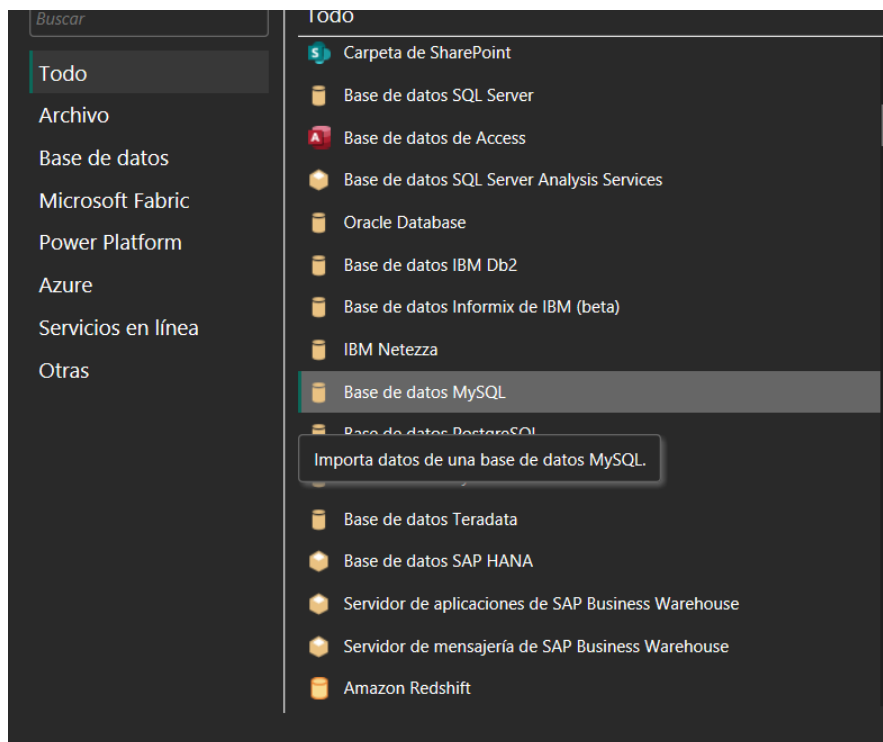 Buscar
Todo
Archivo
Base de datos
Microsoft Fabric
Power Platform
Azure
Servicios en línea
Otras
Todo
Carpeta de SharePoint
Base de datos SQL Server
Base de datos de Access
Base de datos SQL Server Analysis Services
Oracle Database
Base de datos IBM Db2
Base de datos Informix de IBM (beta)
IBM Netezza
Base de datos MySQL
Base de datos PostgreSQL
Importa datos de una base de datos MySQL.
Base de datos Teradata
Base de datos SAP HANA
Servidor de aplicaciones de SAP Business Warehouse
Servidor de mensajería de SAP Business Warehouse
Amazon Redshift